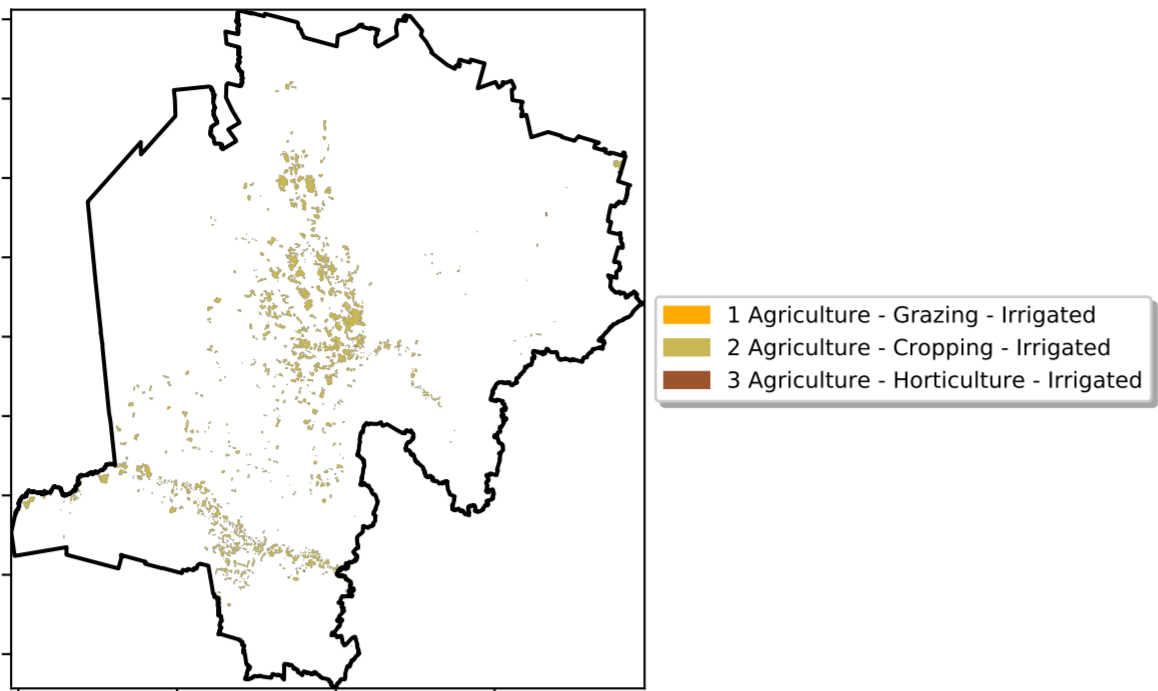 1 Agriculture - Grazing - Irrigated
2 Agriculture - Cropping - Irrigated
3 Agriculture - Horticulture - Irrigated